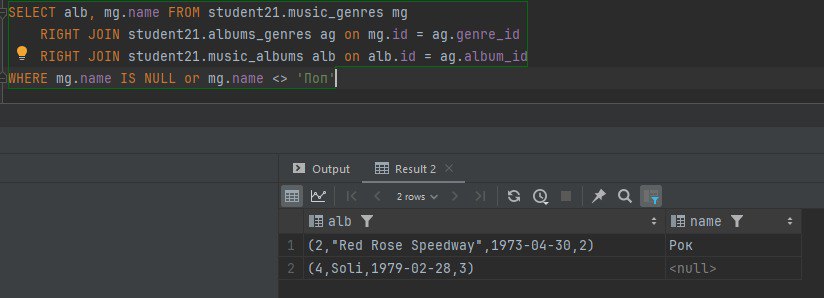 SELECT alb, mg.name FROM student21.music_genres mg
RIGHT JOIN student21.albums_genres ag on mg.id = ag.genre_id
RIGHT JOIN student21.music_albums alb on alb.id = ag.album_id
WHERE mg.name IS NULL or mg.name <> 'Поп'
Output Result 2
2 rows
alb name
1 (2,"Red Rose Speedway",1973-04-30,2) Рок
2 (4,Soli,1979-02-28,3) <null>